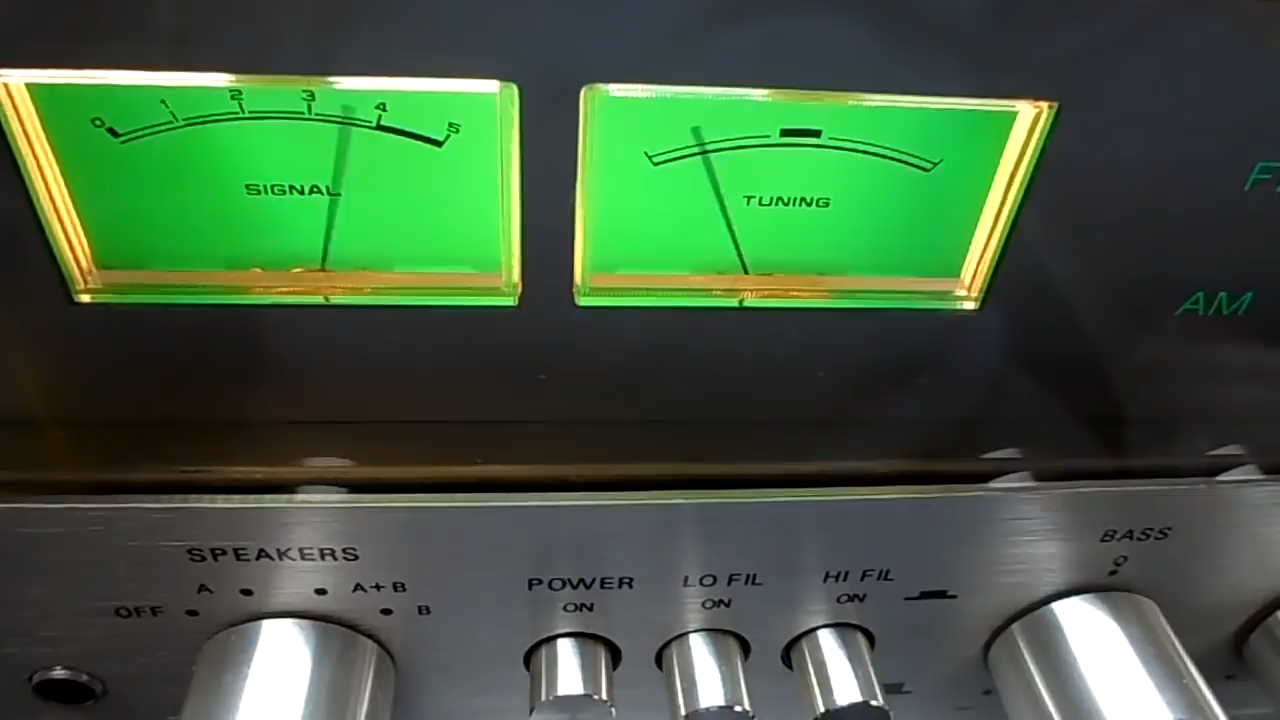 0 1 2 3 4 5
SIGNAL
TUNING
AM
SPEAKERS
OFF A A+B B
POWER
ON
LO FIL
ON
HI FIL
ON
BASS
0